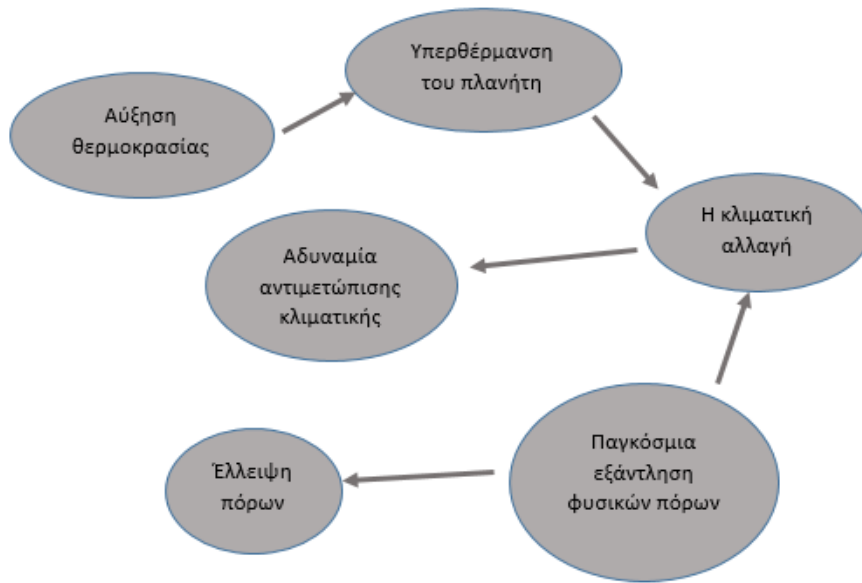 Υπερθέρμανση
του πλανήτη
Αύξηση
θερμοκρασίας
Η κλιματική
αλλαγή
Αδυναμία
αντιμετώπισης
κλιματικής
Παγκόσμια
εξάντληση
φυσικών πόρων
Έλλειψη
πόρων